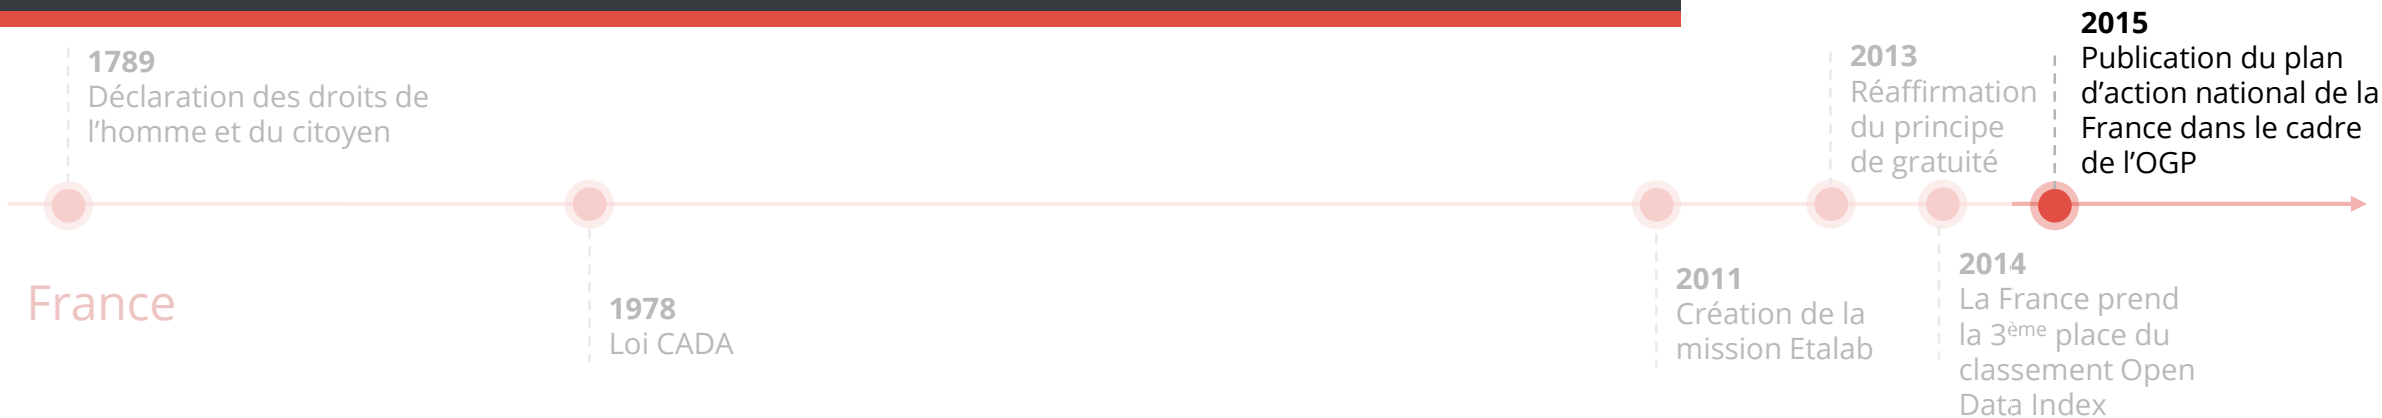 1789
Déclaration des droits de
l’homme et du citoyen
France
1978
Loi CADA
2011
Création de la
mission Etalab
2013
Réaffirmation
du principe
de gratuité
2014
La France prend
la 3ème place du
classement Open
Data Index
2015
Publication du plan
d’action national de la
France dans le cadre
de l’OGP